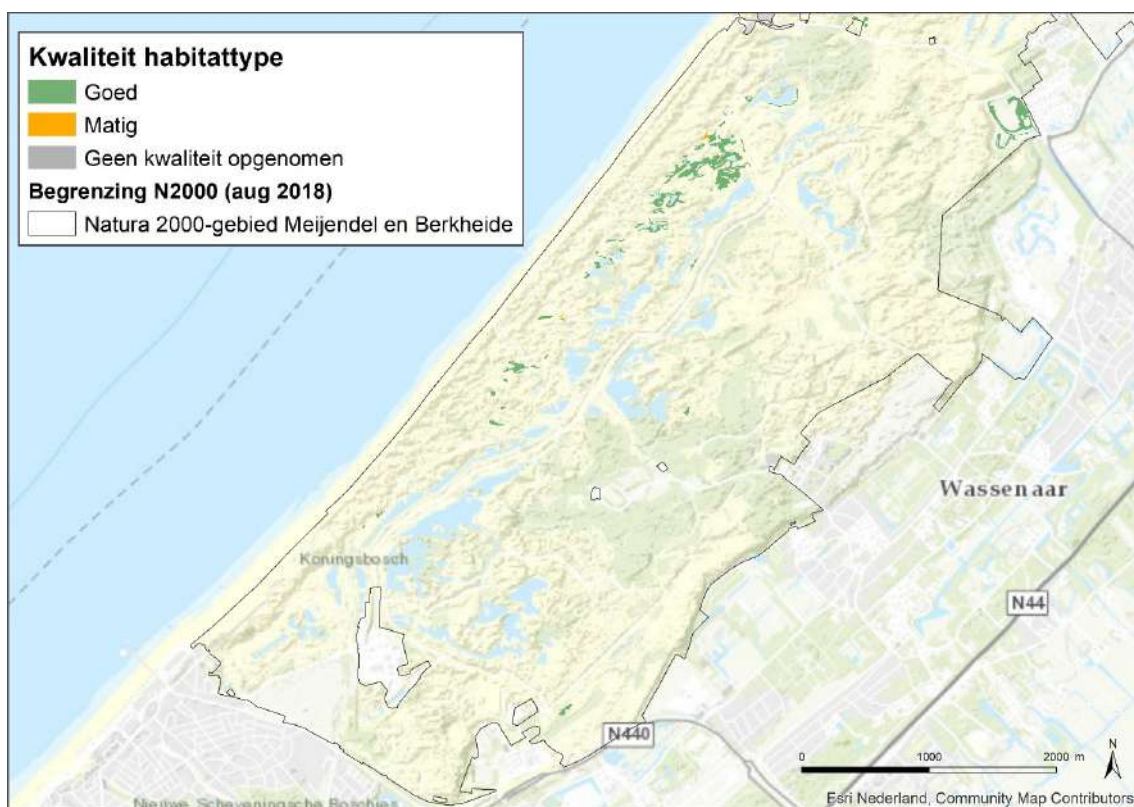 Kwaliteit habitattype
Goed
Matig
Geen kwaliteit opgenomen
Begrenzing N2000 (aug 2018)
Natura 2000-gebied Meijendel en Berkheide
Wassenaar
Koningsbosch
N44
N440
0 1000 2000 m
N
Nieuwe Scheveningsche Boschjes
Esri Nederland, Community Map Contributors